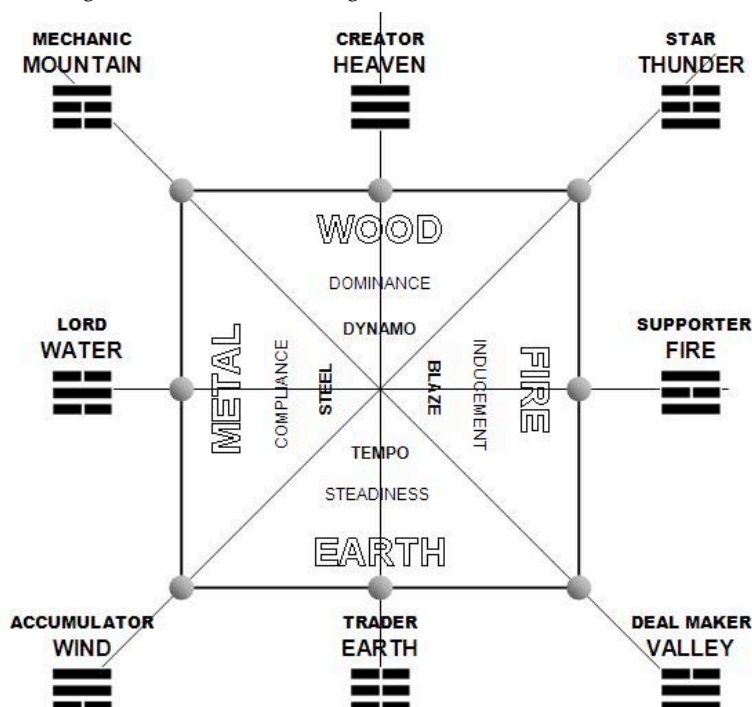 MECHANIC
MOUNTAIN
CREATOR
HEAVEN
STAR
THUNDER
WOOD
DOMINANCE
DYNAMO
LORD
WATER
METAL
COMPLIANCE
STEEL
BLAZE
INDUCEMENT
FIRE
SUPPORTER
FIRE
TEMPO
STEADINESS
EARTH
ACCUMULATOR
WIND
TRADER
EARTH
DEAL MAKER
VALLEY